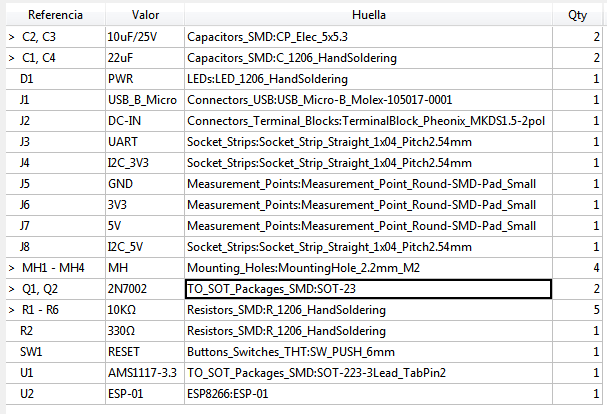 Referencia Valor Huella Qty
> C2, C3 10uF/25V Capacitors_SMD:CP_Elec_5x5.3 2
> C1, C4 22uF Capacitors_SMD:C_1206_HandSoldering 2
D1 PWR LEDs:LED_1206_HandSoldering 1
J1 USB_B_Micro Connectors_USB:USB_Micro-B_Molex-105017-0001 1
J2 DC-IN Connectors_Terminal_Blocks:TerminalBlock_Pheonix_MKDS1.5-2pol 1
J3 UART Socket_Strips:Socket_Strip_Straight_1x04_Pitch2.54mm 1
J4 I2C_3V3 Socket_Strips:Socket_Strip_Straight_1x04_Pitch2.54mm 1
J5 GND Measurement_Points:Measurement_Point_Round-SMD-Pad_Small 1
J6 3V3 Measurement_Points:Measurement_Point_Round-SMD-Pad_Small 1
J7 5V Measurement_Points:Measurement_Point_Round-SMD-Pad_Small 1
J8 I2C_5V Socket_Strips:Socket_Strip_Straight_1x04_Pitch2.54mm 1
> MH1 - MH4 MH Mounting_Holes:MountingHole_2.2mm_M2 4
> Q1, Q2 2N7002 TO_SOT_Packages_SMD:SOT-23 2
> R1 - R6 10KΩ Resistors_SMD:R_1206_HandSoldering 5
R2 330Ω Resistors_SMD:R_1206_HandSoldering 1
SW1 RESET Buttons_Switches_THT:SW_PUSH_6mm 1
U1 AMS1117-3.3 TO_SOT_Packages_SMD:SOT-223-3Lead_TabPin2 1
U2 ESP-01 ESP8266:ESP-01 1